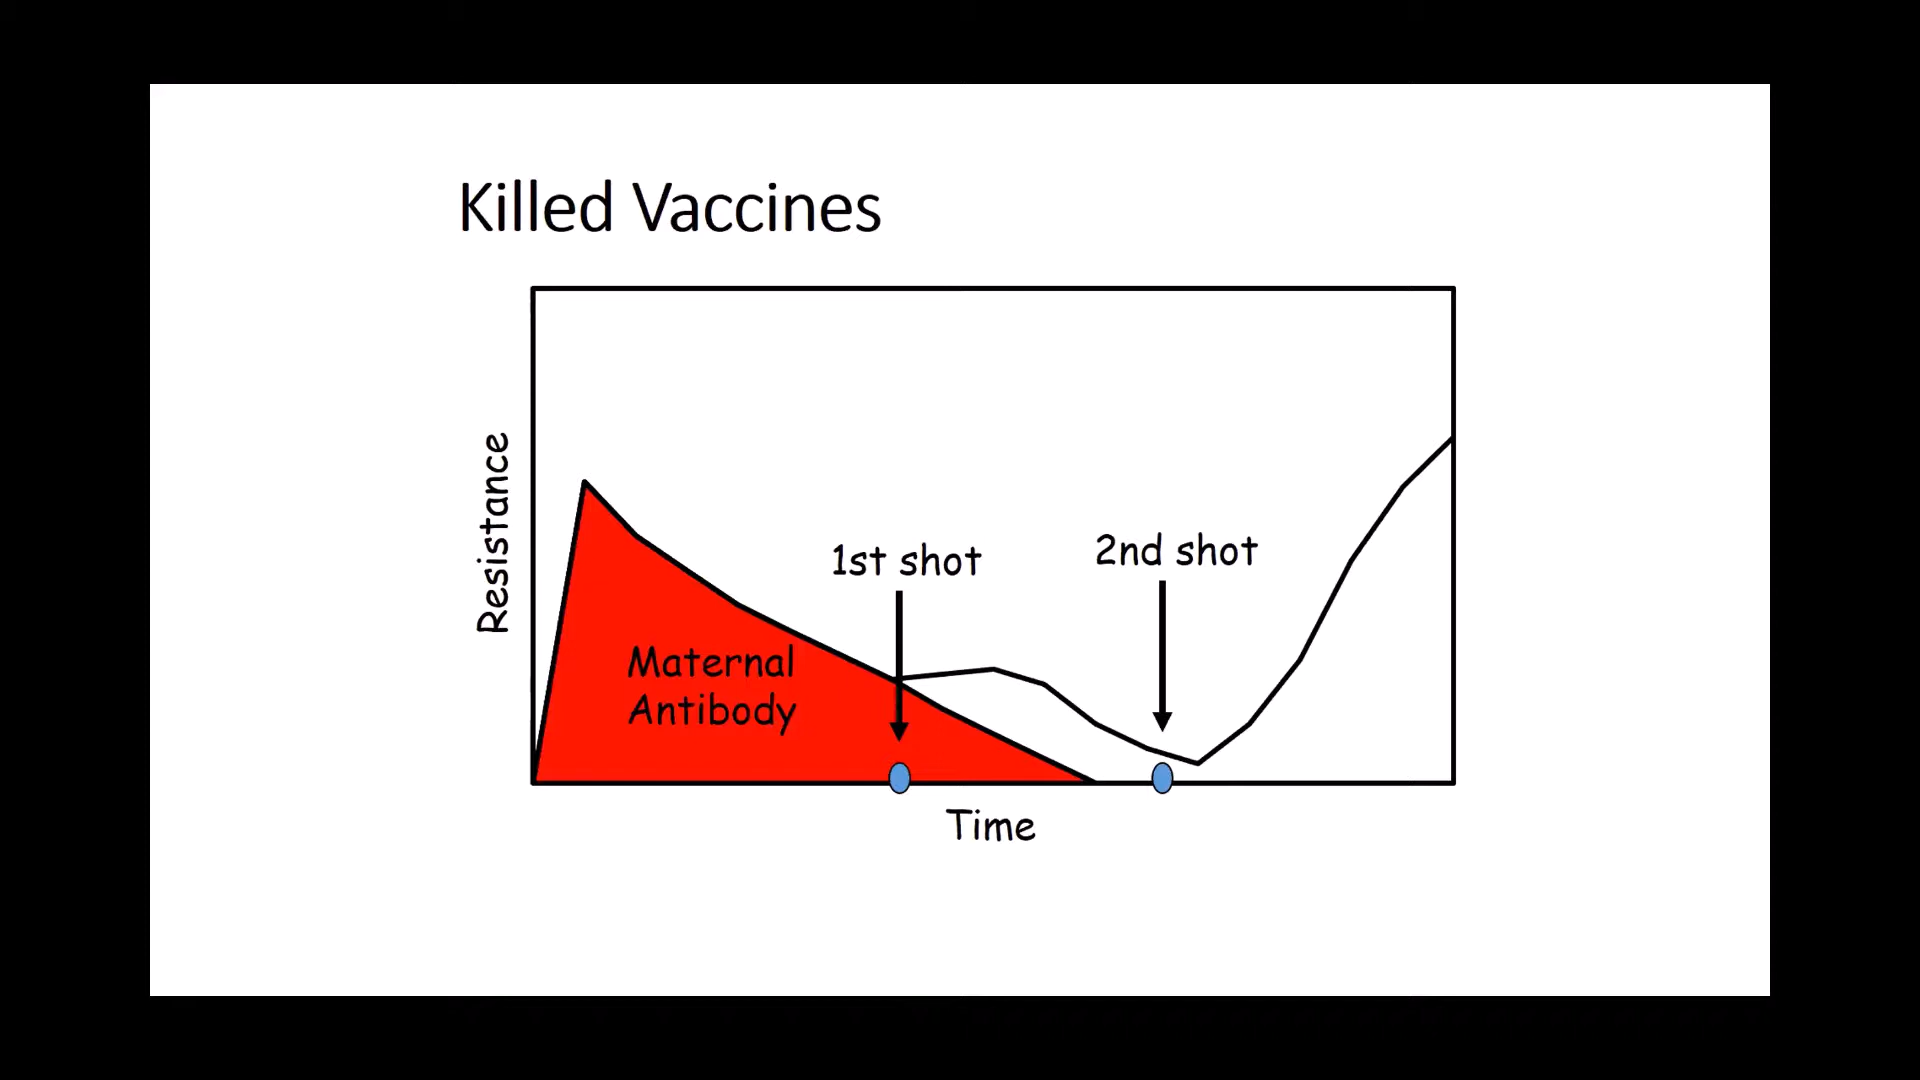 Killed Vaccines
Resistance
1st shot
2nd shot
Maternal
Antibody
Time